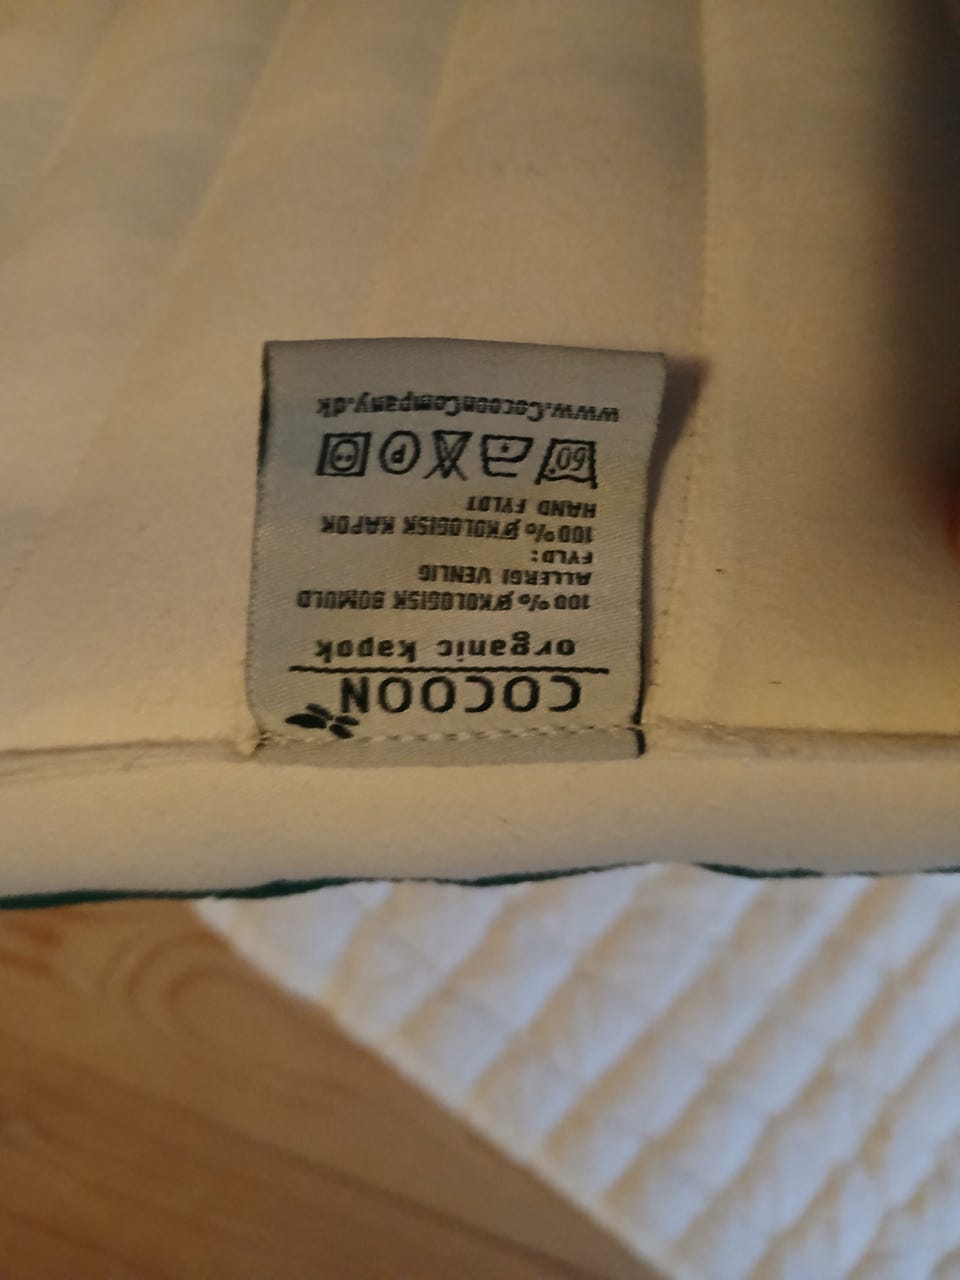 COCOON
organic kapok
100% ØKOLOGISK BOMULD
ALLERGI VENLIG
FYLD:
100% ØKOLOGISK KAPOK
HAND FYLDT
60 P
www.CocoonCompany.dk